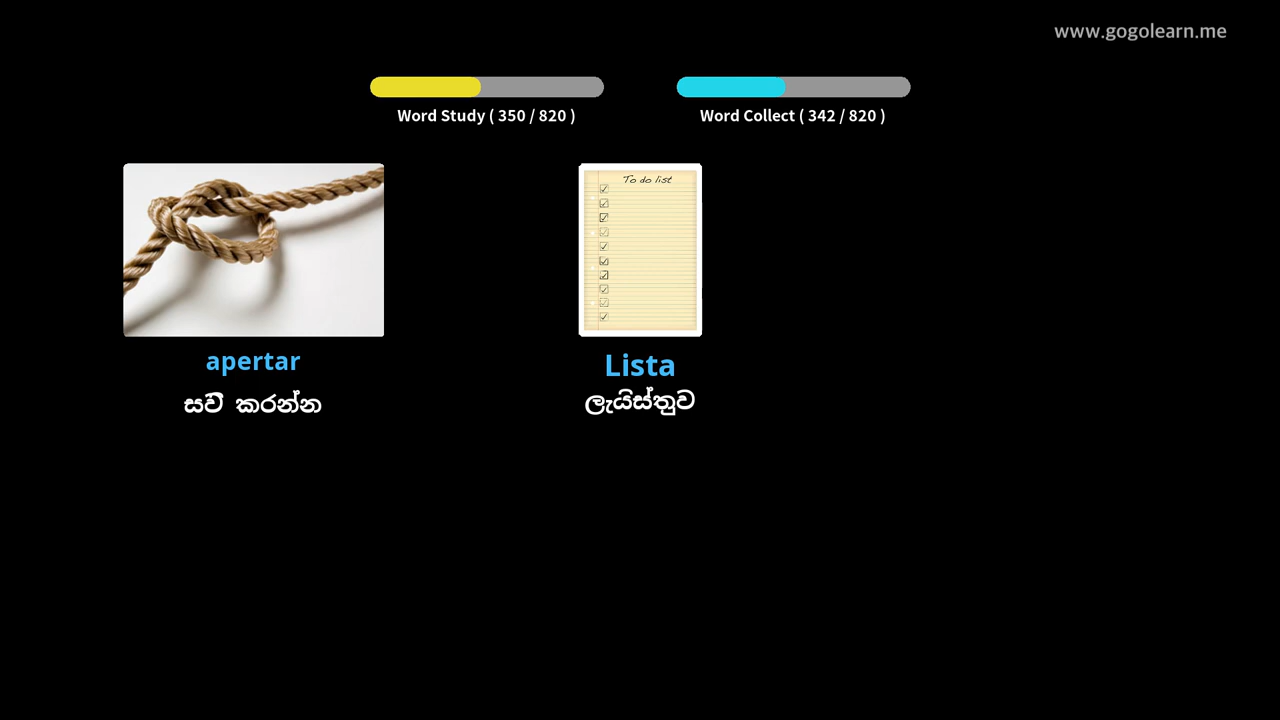 www.gogolearn.me
Word Study ( 350 / 820 )
Word Collect ( 342 / 820 )
To do list
apertar
සවි කරන්න
Lista
ලැයිස්තුව